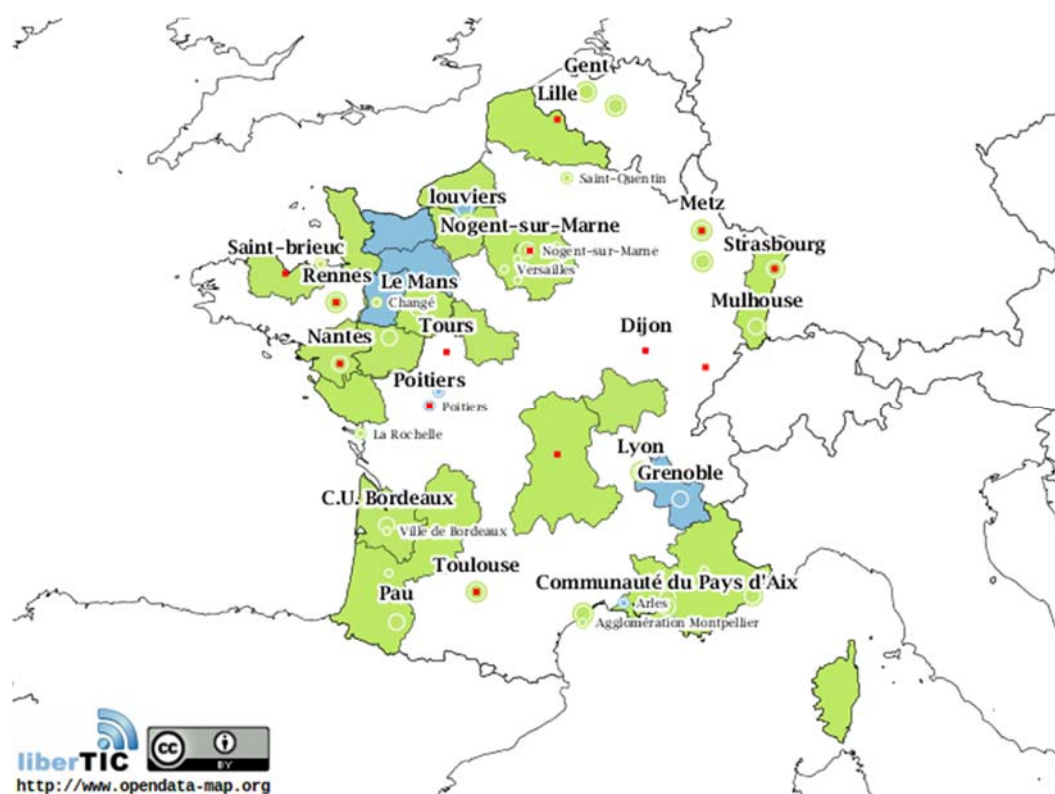 Gent
Lille
Saint-Quentin
louviers
Metz
Nogent-sur-Marne
Saint-brieuc
Nogent-sur-Marne
Strasbourg
Versailles
Rennes
Le Mans
Changé
Mulhouse
Nantes
Tours
Dijon
Poitiers
Poitiers
La Rochelle
Lyon
Grenoble
C.U. Bordeaux
Ville de Bordeaux
Toulouse
Communauté du Pays d'Aix
Pau
Arles
Agglomération Montpellier
liberTIC
cc
BY
http://www.opendata-map.org